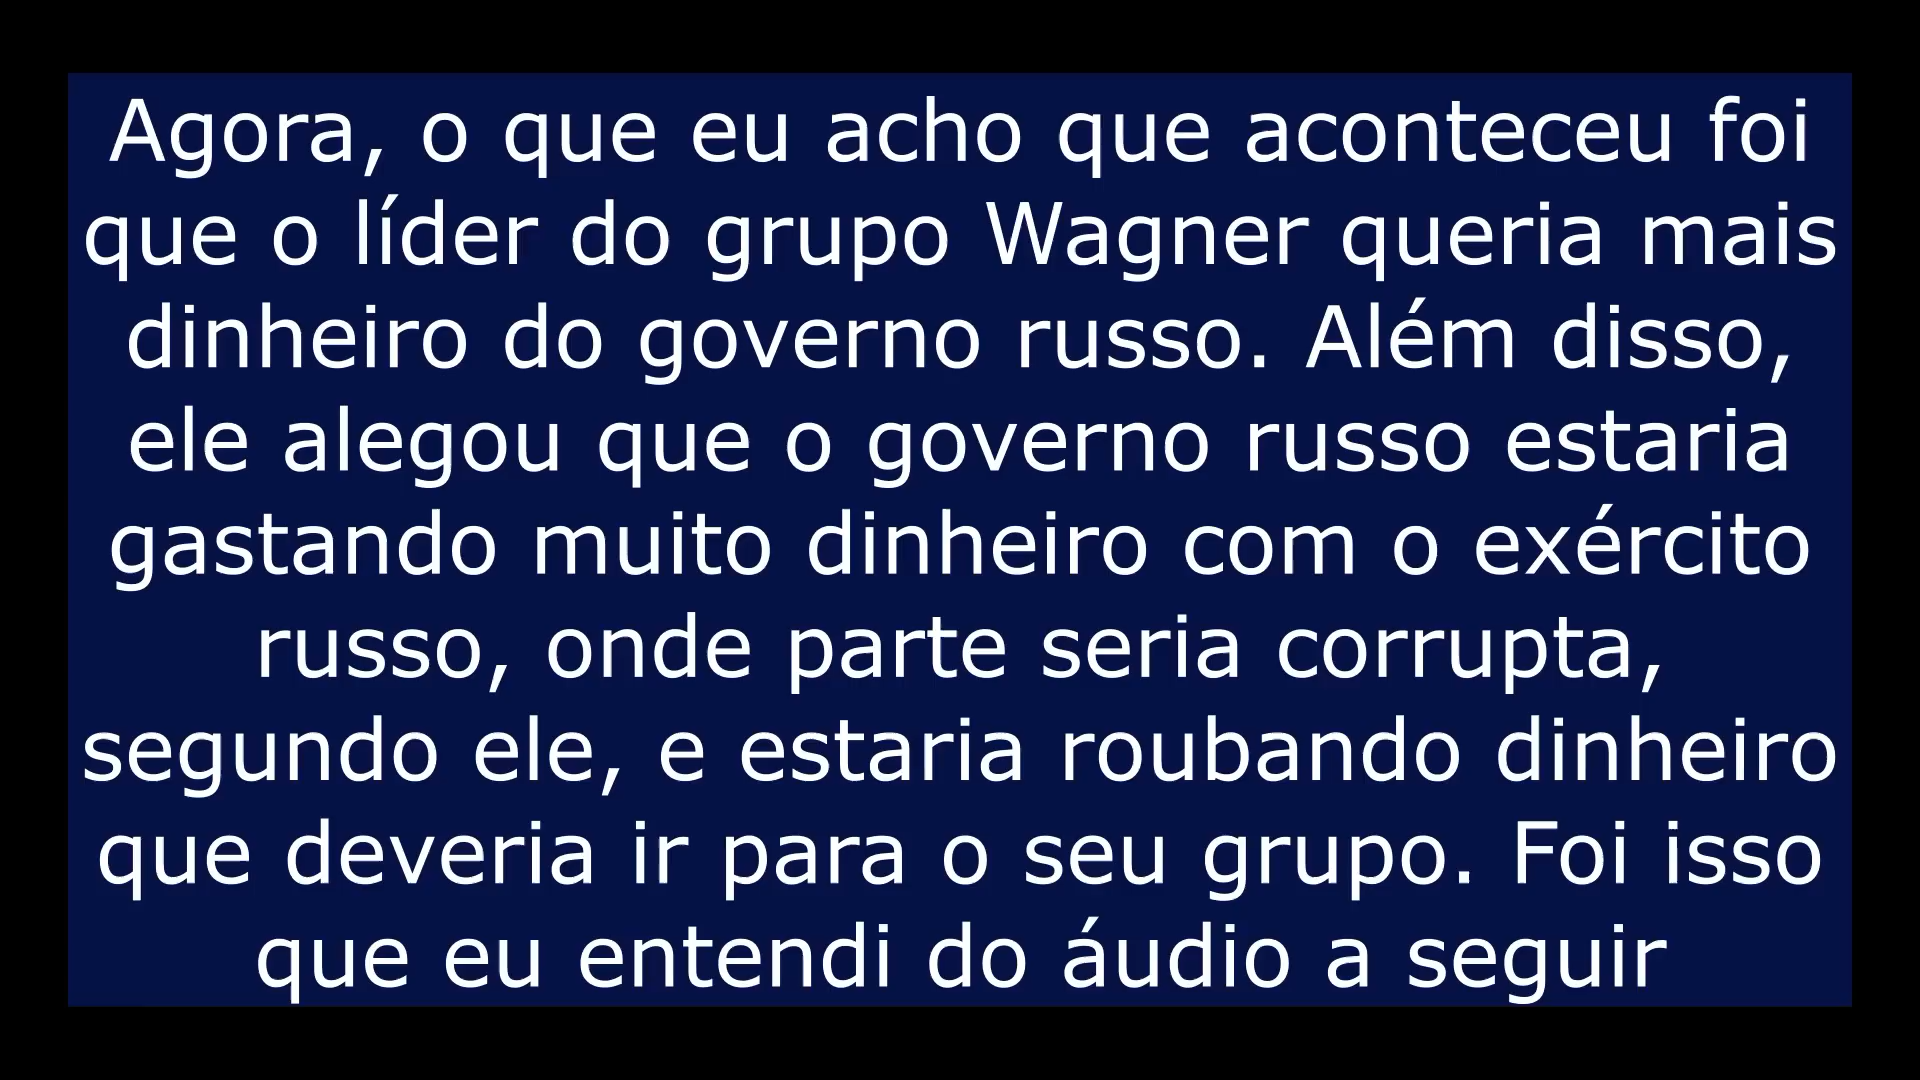 Agora, o que eu acho que aconteceu foi
que o líder do grupo Wagner queria mais
dinheiro do governo russo. Além disso,
ele alegou que o governo russo estaria
gastando muito dinheiro com o exército
russo, onde parte seria corrupta,
segundo ele, e estaria roubando dinheiro
que deveria ir para o seu grupo. Foi isso
que eu entendi do áudio a seguir